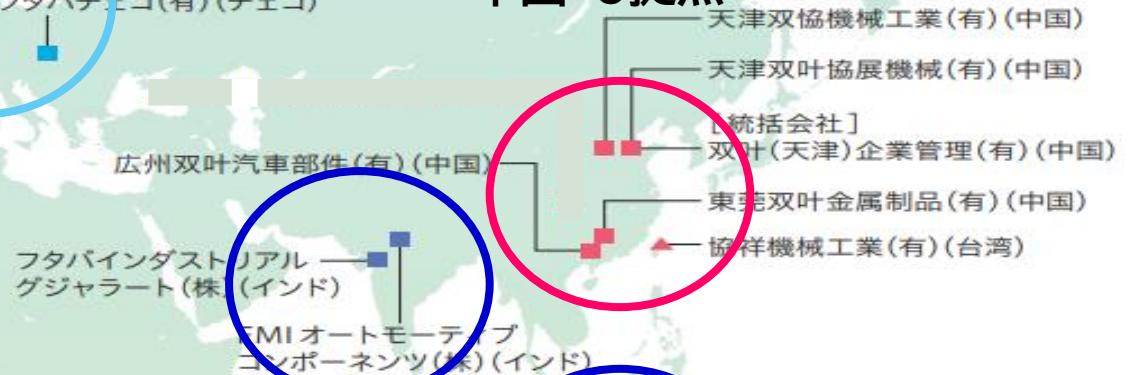 フタバチェコ(有)(チェコ)
天津双協機械工業(有)(中国)
天津双叶協展機械(有)(中国)
[統括会社]
双叶(天津)企業管理(有)(中国)
広州双叶汽車部件(有)(中国)
東莞双叶金属制品(有)(中国)
協祥機械工業(有)(台湾)
フタバインダストリアル
グジャラート(株)(インド)
FMIオートモーティブ
コンポーネンツ(株)(インド)